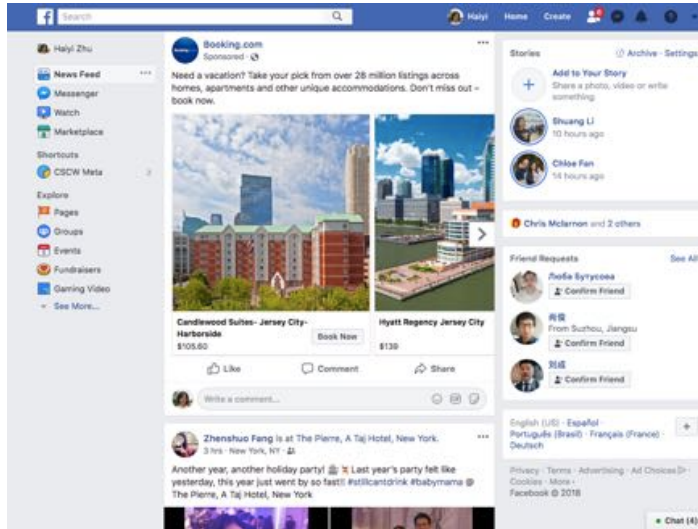 Search
Haiyi
Home
Create
Haiyi Zhu
News Feed
Messenger
Watch
Marketplace
Shortcuts
CSCW Meta
Explore
Pages
Groups
Events
Fundraisers
Gaming Video
See More...
Booking.com
Sponsored ·
Need a vacation? Take your pick from over 28 million listings across
homes, apartments and other unique accommodations. Don't miss out –
book now.
Candlewood Suites- Jersey City-
Harborside
$105.60
Book Now
Hyatt Regency Jersey City
$139
Like
Comment
Share
Write a comment...
GIF
Zhenshuo Fang is at The Pierre, A Taj Hotel, New York.
3 hrs · New York, NY ·
Another year, another holiday party! Last year's party felt like
yesterday, this year just went by so fast!! #stillcantdrink #babymama @
The Pierre, A Taj Hotel, New York
Stories
Archive · Settings
Add to Your Story
Share a photo, video or write
something
Shuang Li
10 hours ago
Chloe Fan
14 hours ago
Chris McIarnon and 2 others
Friend Requests
See All
Люба Бутусова
Confirm Friend
From Suzhou, Jiangsu
Confirm Friend
刘成
Confirm Friend
English (US) · Español ·
Português (Brasil) · Français (France) ·
Deutsch
Privacy · Terms · Advertising · Ad Choices ·
Cookies · More
Facebook © 2018
Chat (4)